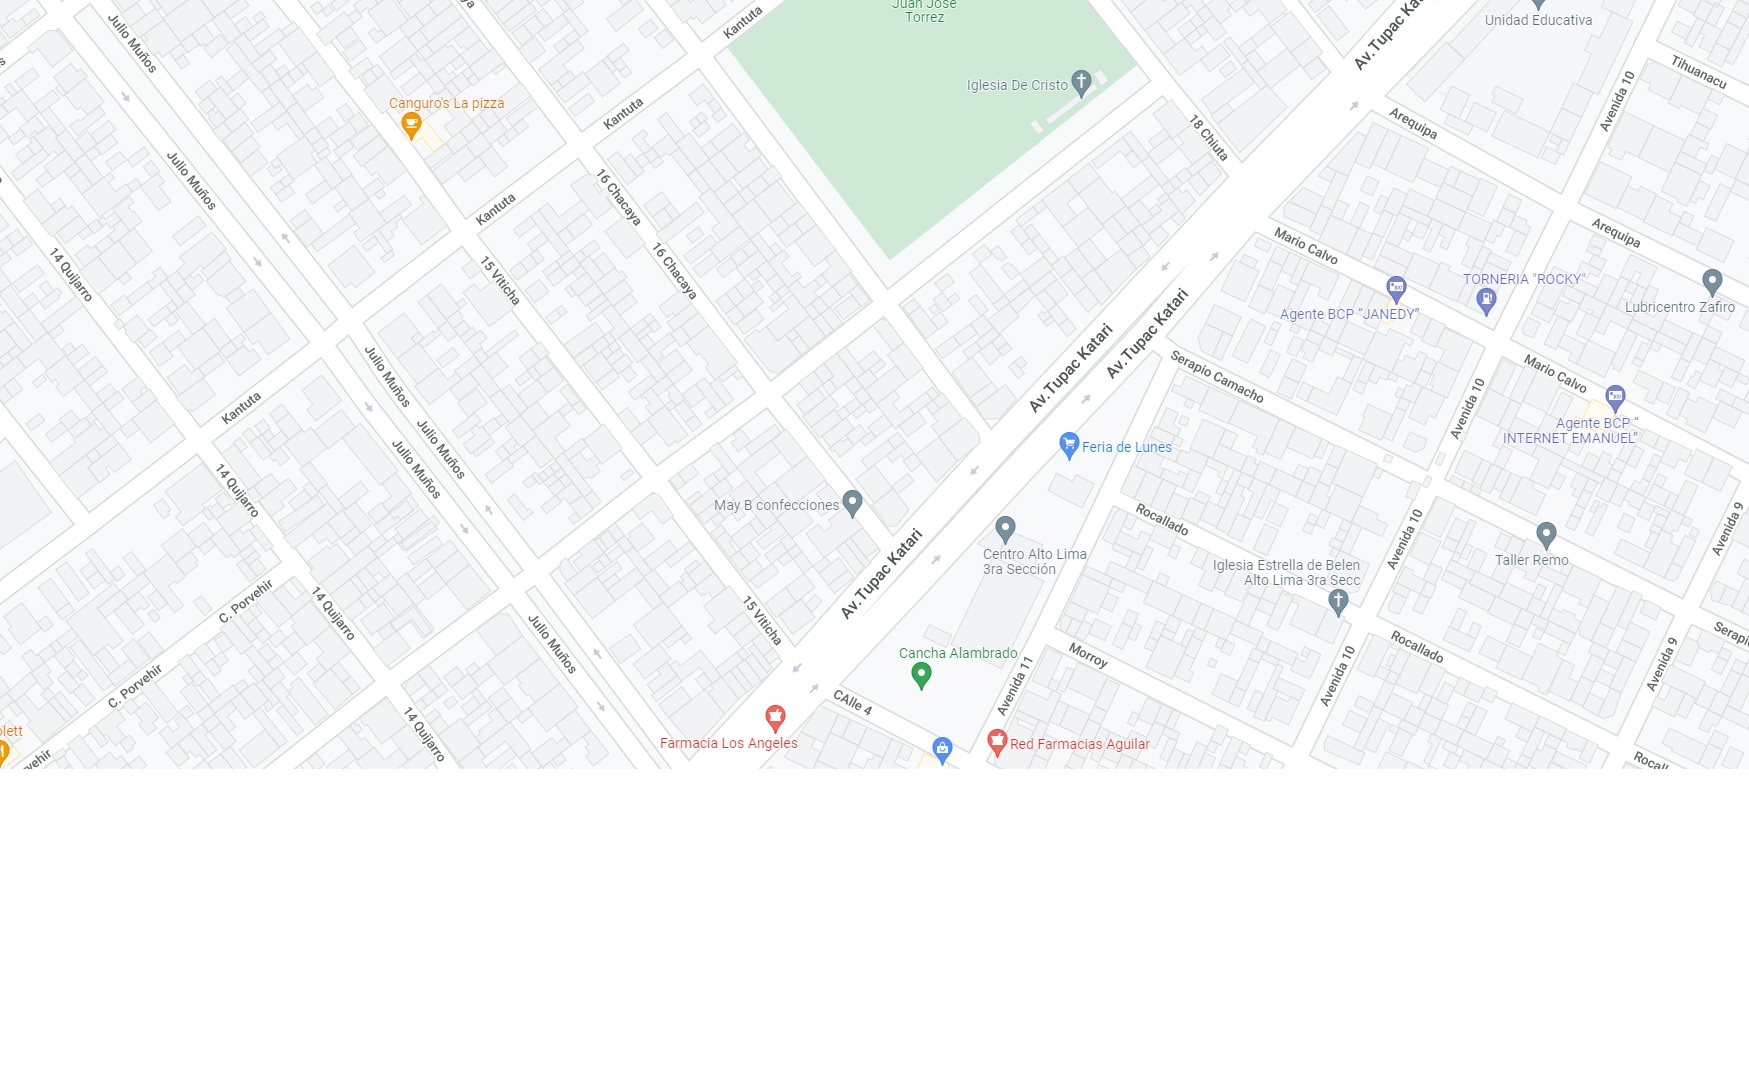 Juan José
Torrez
Kantuta
Av. Tupac
Unidad Educativa
Julio Muños
Tihuanacu
Iglesia De Cristo
Avenida 10
Canguro's La pizza
Kantuta
Arequipa
18 Chiuta
Julio Muños
16 Chacaya
Kantuta
Arequipa
Mario Calvo
14 Quijarro
15 Viticha
16 Chacaya
TORNERIA "ROCKY"
Agente BCP “JANEDY”
Lubricentro Zafiro
Av. Tupac Katari
Av. Tupac Katari
Serapio Camacho
Julio Muños
Mario Calvo
Kantuta
Avenida 10
Agente BCP “
INTERNET EMANUEL”
Julio Muños
Julio Muños
Feria de Lunes
14 Quijarro
May B confecciones
Rocallado
Avenida 10
Avenida 9
Centro Alto Lima
3ra Sección
Taller Remo
Iglesia Estrella de Belen
Alto Lima 3ra Secc
Av. Tupac Katari
C. Porvehir
14 Quijarro
15 Viticha
Julio Muños
Cancha Alambrado
Morroy
Rocallado
Avenida 9
C. Porvehir
Avenida 10
Avenida 11
CAlle 4
14 Quijarro
Farmacia Los Angeles
Red Farmacias Aguilar